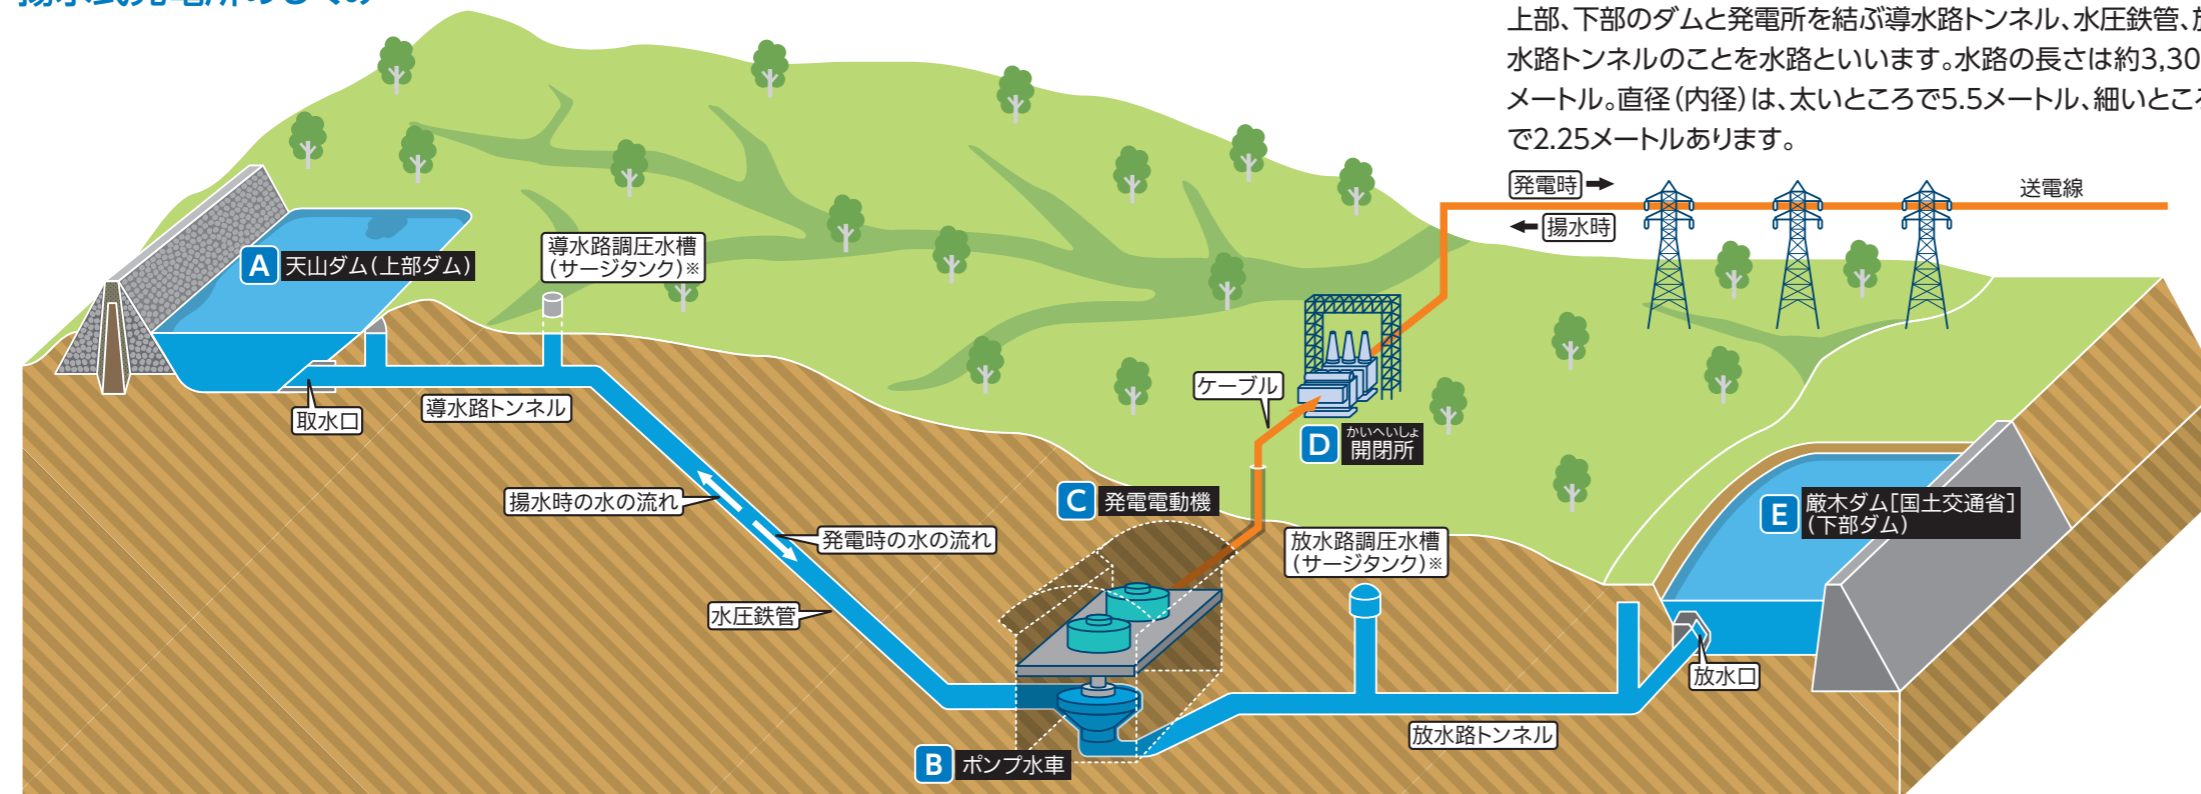 上部、下部のダムと発電所を結ぶ導水路トンネル、水圧鉄管、
水路トンネルのことを水路といいます。水路の長さは約3,30
メートル。直径(内径)は、太いところで5.5メートル、細いとこ
で2.25メートルあります。
発電時
揚水時
送電線
A 天山ダム(上部ダム)
導水路調圧水槽
(サージタンク)※
取水口
導水路トンネル
ケーブル
かいへいしょ
D 開閉所
揚水時の水の流れ
発電時の水の流れ
C 発電電動機
水圧鉄管
放水路調圧水槽
(サージタンク)※
E 厳木ダム[国土交通省]
(下部ダム)
放水口
放水路トンネル
B ポンプ水車